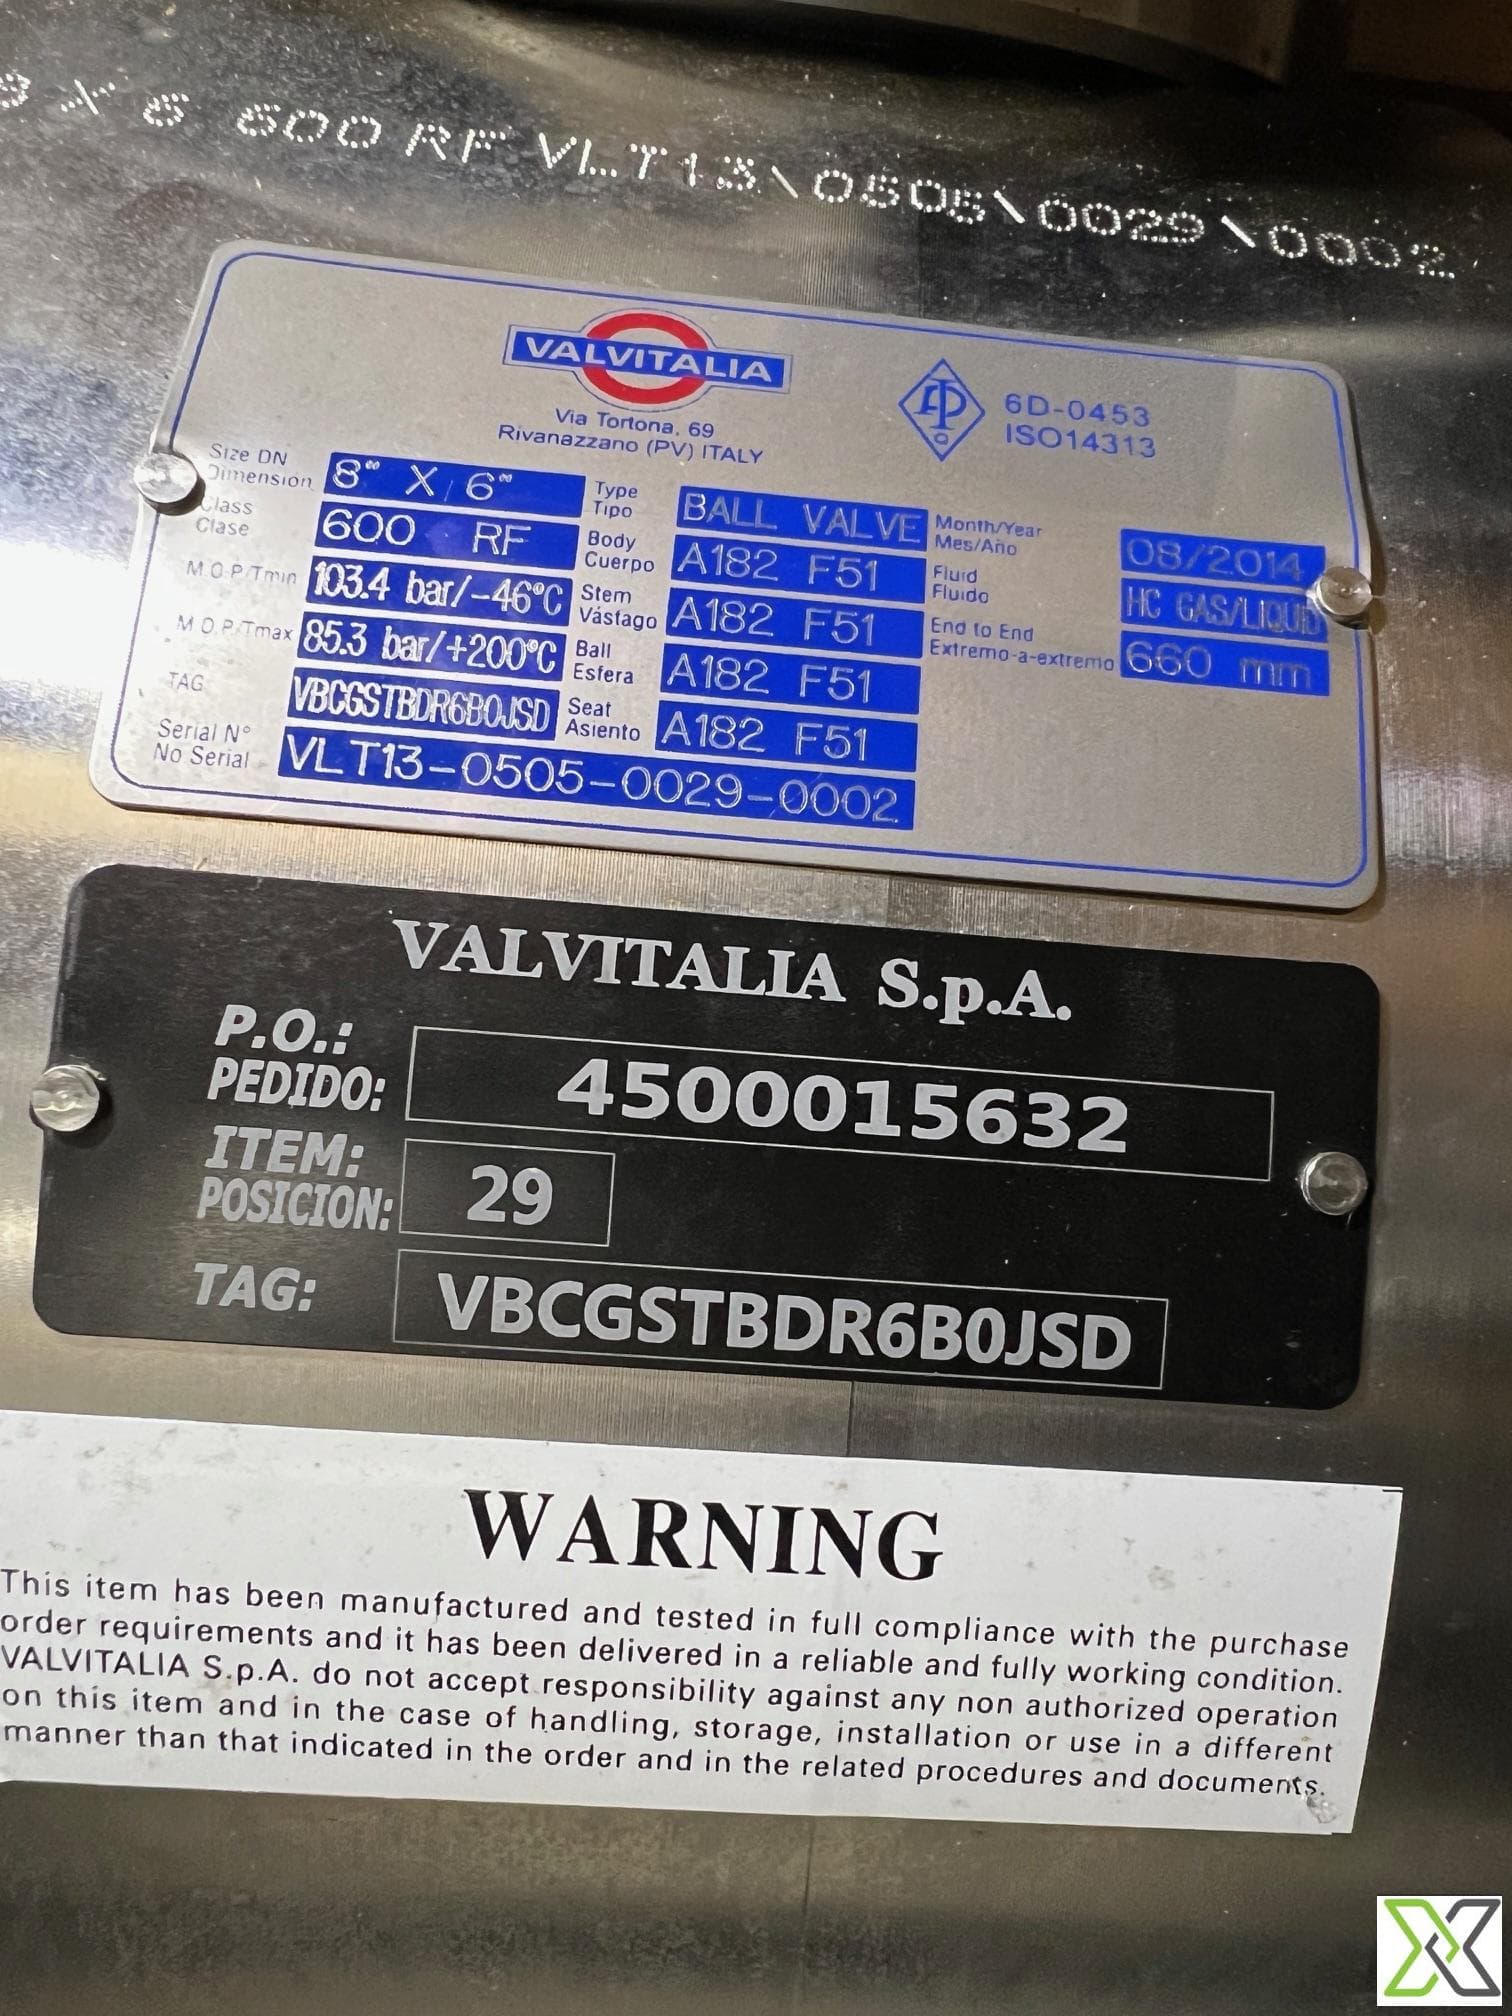 X 6 600 RF VLT13\0505\0029\0002
VALVITALIA
Via Tortona, 69
Rivanazzano (PV) ITALY
6D-0453
ISO14313
Size DN
Dimension
8" X 6"
Class
Clase
600 RF
M.O.P/Tmin
103.4 bar/-46°C
M.O.P/Tmax
85.3 bar/+200°C
TAG
VBCGSTBDR6B0JSD
Serial N°
No Serial
VLT13-0505-0029-0002
Type
Tipo
BALL VALVE
Body
Cuerpo
A182 F51
Stem
Vástago
A182 F51
Ball
Esfera
A182 F51
Seat
Asiento
A182 F51
Month/Year
Mes/Año
08/2014
Fluid
Fluido
HC GAS/LIQUID
End to End
Extremo-a-extremo
660 mm
VALVITALIA S.p.A.
P.O.:
PEDIDO:
4500015632
ITEM:
POSICION:
29
TAG:
VBCGSTBDR6B0JSD
WARNING
This item has been manufactured and tested in full compliance with the purchase
order requirements and it has been delivered in a reliable and fully working condition.
VALVITALIA S.p.A. do not accept responsibility against any non authorized operation
on this item and in the case of handling, storage, installation or use in a different
manner than that indicated in the order and in the related procedures and documents.